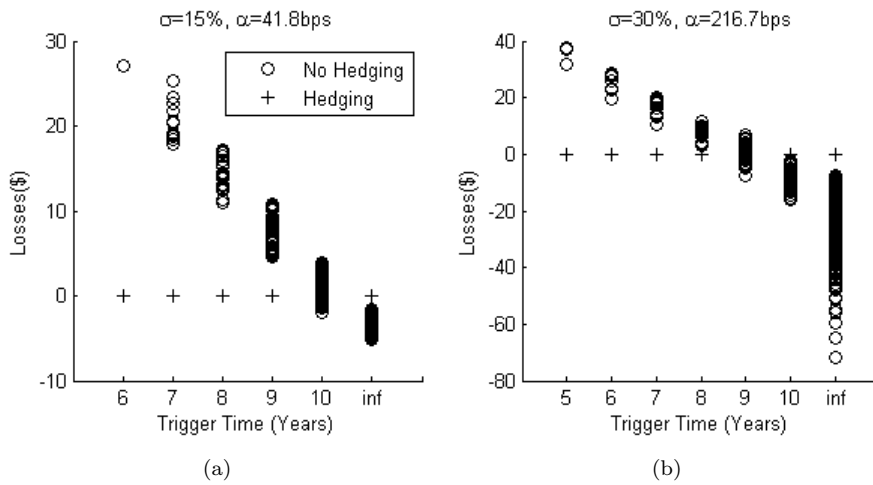 σ=15%, α=41.8bps
30
20
10
0
-10
Losses($)
6 7 8 9 10 inf
Trigger Time (Years)
No Hedging
Hedging
(a)
σ=30%, α=216.7bps
40
20
0
-20
-40
-60
-80
Losses($)
5 6 7 8 9 10 inf
Trigger Time (Years)
(b)